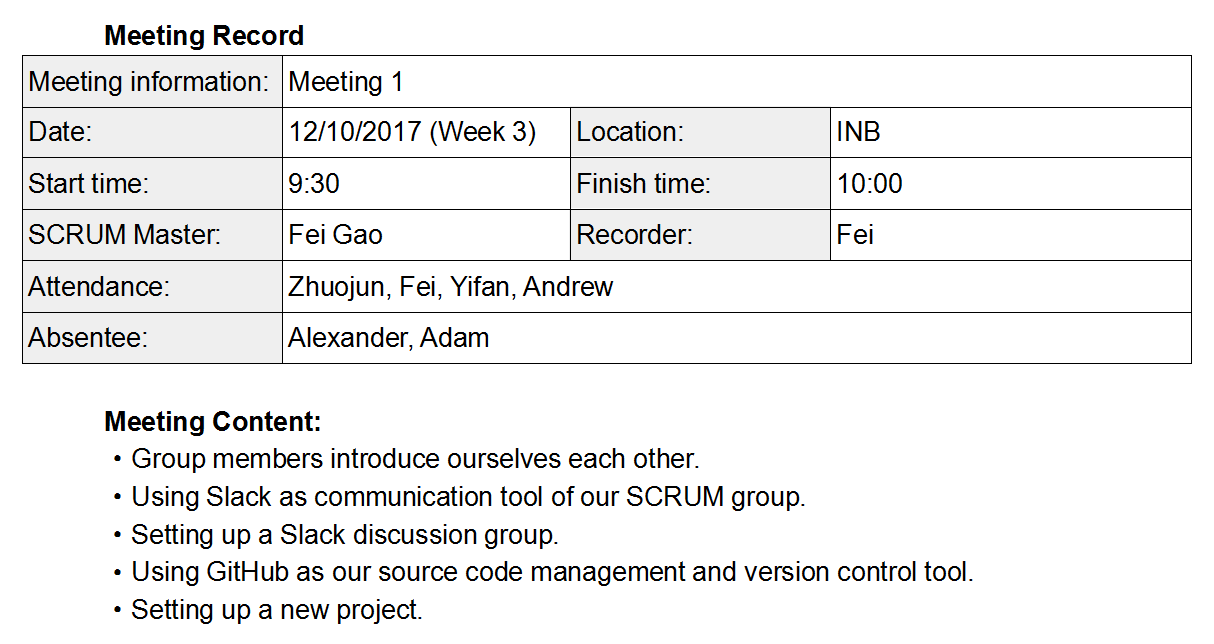 Meeting Record
Meeting information: Meeting 1
Date: 12/10/2017 (Week 3) Location: INB
Start time: 9:30 Finish time: 10:00
SCRUM Master: Fei Gao Recorder: Fei
Attendance: Zhuojun, Fei, Yifan, Andrew
Absentee: Alexander, Adam
Meeting Content:
• Group members introduce ourselves each other.
• Using Slack as communication tool of our SCRUM group.
• Setting up a Slack discussion group.
• Using GitHub as our source code management and version control tool.
• Setting up a new project.